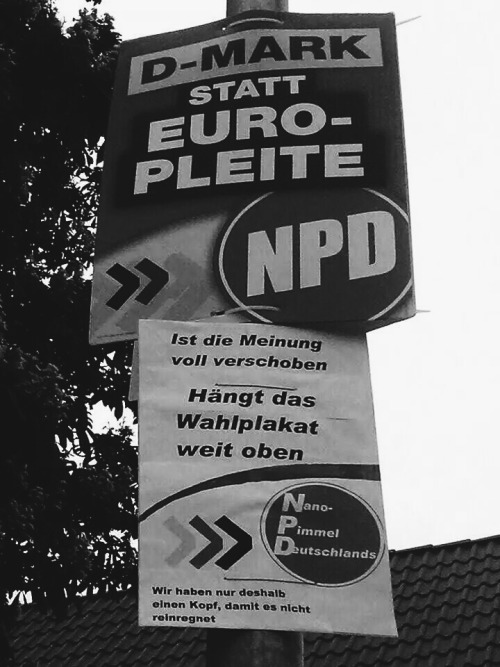 D-MARK
STATT
EURO-
PLEITE
NPD
Ist die Meinung
voll verschoben
Hängt das
Wahlplakat
weit oben
Nano-
Pimmel
Deutschlands
Wir haben nur deshalb
einen Kopf, damit es nicht
reinregnet